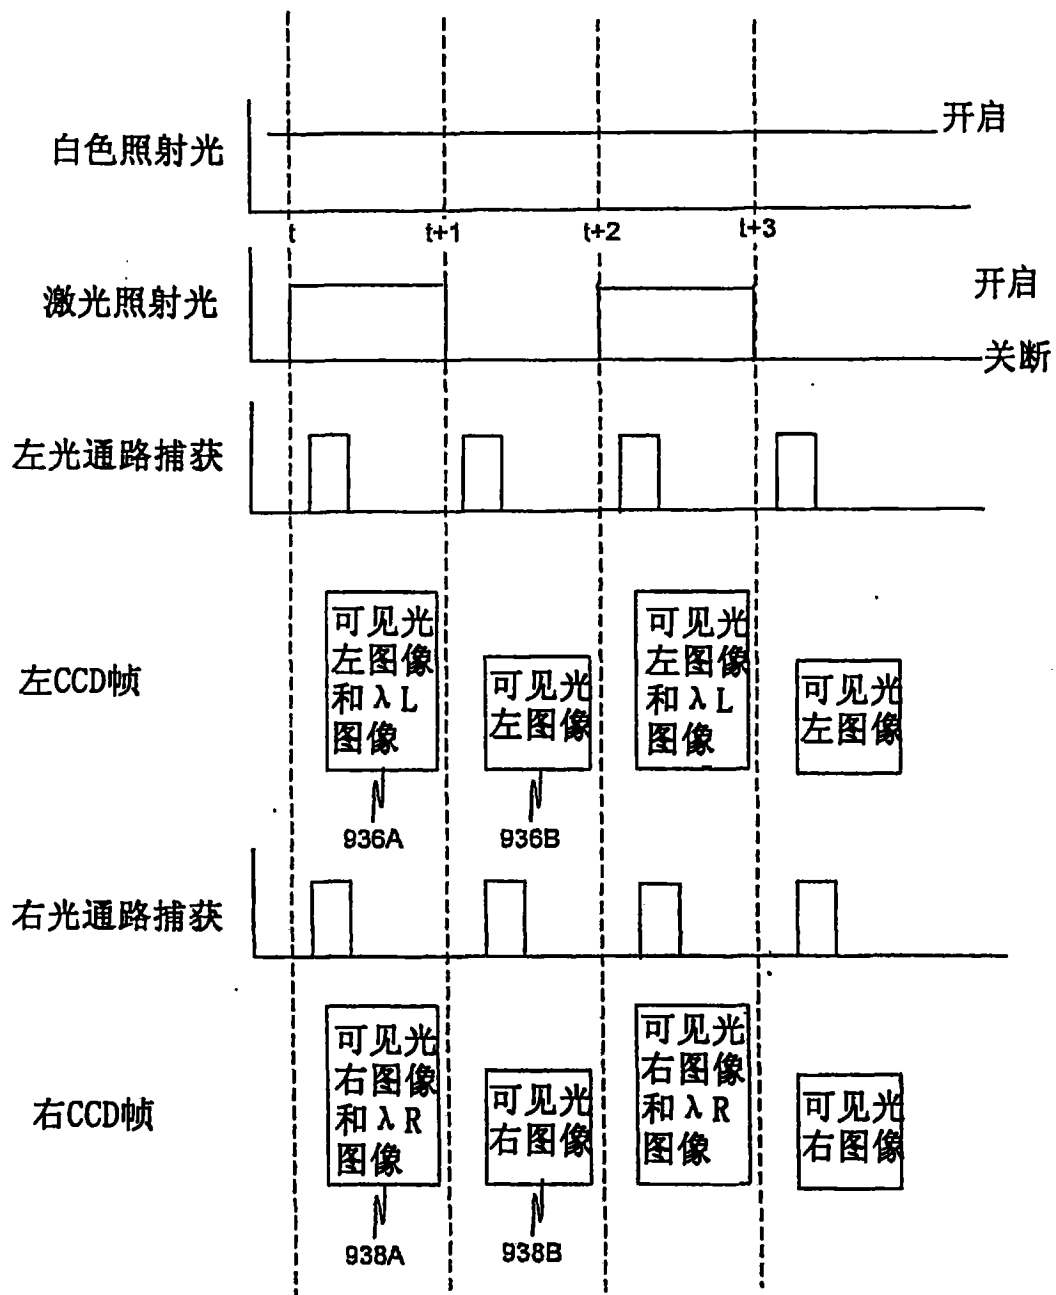 开启
白色照射光
t
t+1
t+2
t+3
激光照射光
开启
关断
左光通路捕获
左CCD帧
可见光
左图像
和λL
图像
可见光
左图像
可见光
左图像
和λL
图像
可见光
左图像
936A
936B
右光通路捕获
右CCD帧
可见光
右图像
和λR
图像
可见光
右图像
可见光
右图像
和λR
图像
可见光
右图像
938A
938B